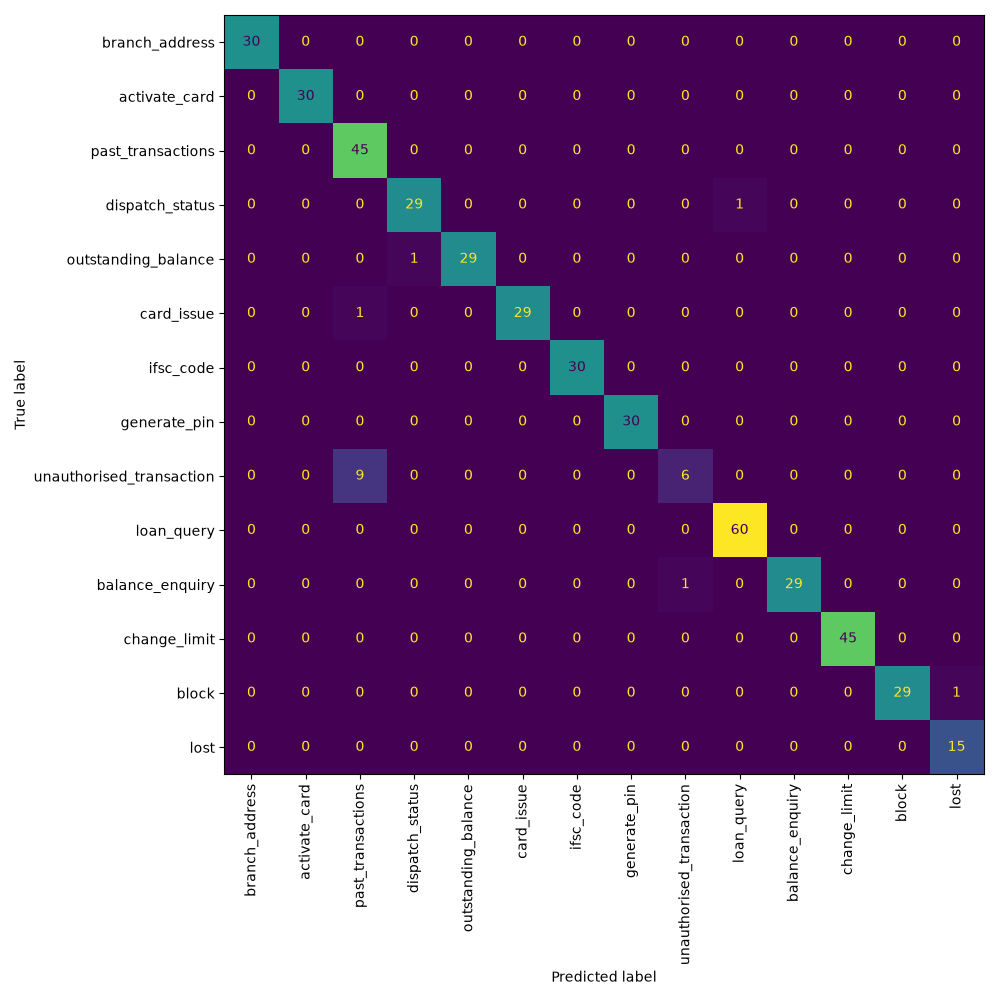 branch_address 30 0 0 0 0 0 0 0 0 0 0 0 0 0
activate_card 0 30 0 0 0 0 0 0 0 0 0 0 0 0
past_transactions 0 0 45 0 0 0 0 0 0 0 0 0 0 0
dispatch_status 0 0 0 29 0 0 0 0 0 1 0 0 0 0
outstanding_balance 0 0 0 1 29 0 0 0 0 0 0 0 0 0
card_issue 0 0 1 0 0 29 0 0 0 0 0 0 0 0
ifsc_code 0 0 0 0 0 0 30 0 0 0 0 0 0 0
generate_pin 0 0 0 0 0 0 0 30 0 0 0 0 0 0
unauthorised_transaction 0 0 9 0 0 0 0 0 6 0 0 0 0 0
loan_query 0 0 0 0 0 0 0 0 0 60 0 0 0 0
balance_enquiry 0 0 0 0 0 0 0 0 1 0 29 0 0 0
change_limit 0 0 0 0 0 0 0 0 0 0 0 45 0 0
block 0 0 0 0 0 0 0 0 0 0 0 0 29 1
lost 0 0 0 0 0 0 0 0 0 0 0 0 0 15
True label
branch_address
activate_card
past_transactions
dispatch_status
outstanding_balance
card_issue
ifsc_code
generate_pin
unauthorised_transaction
loan_query
balance_enquiry
change_limit
block
lost
Predicted label